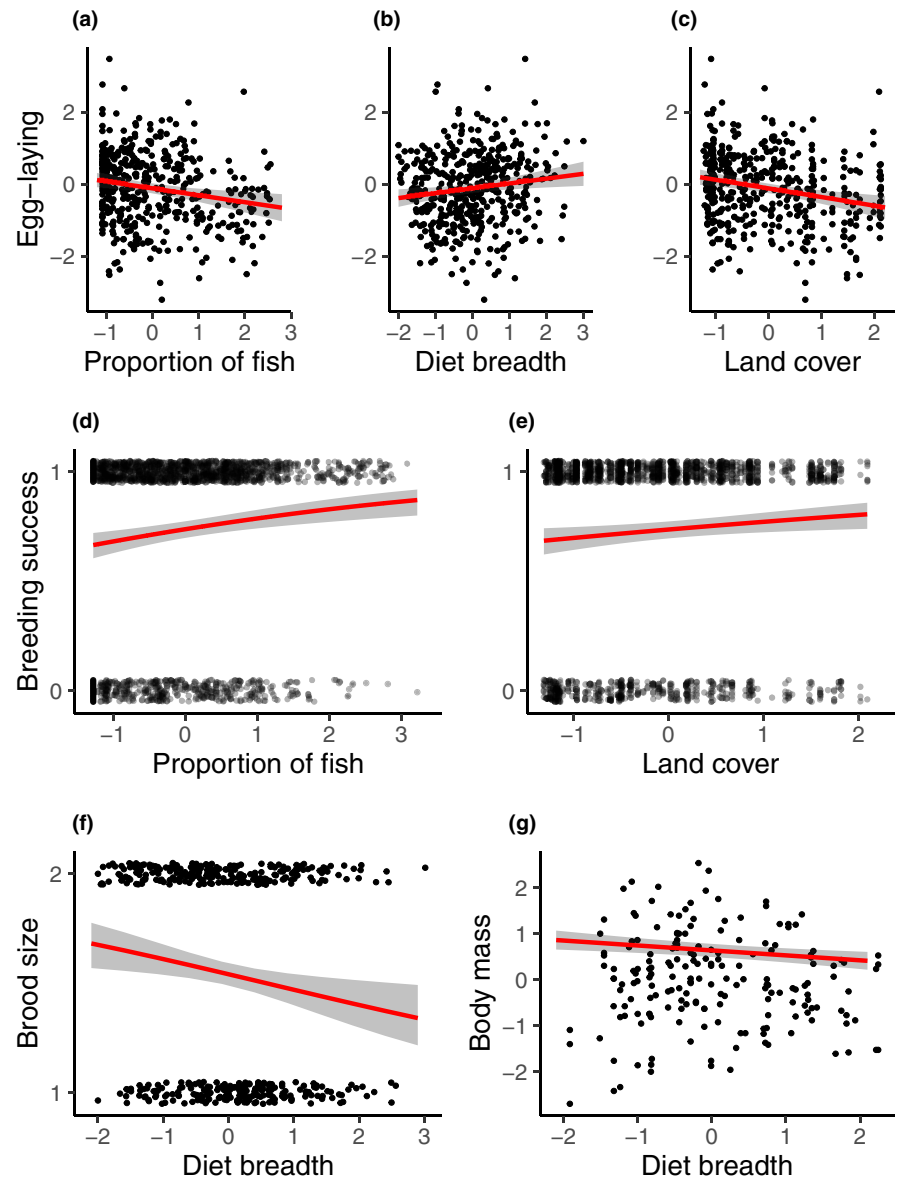 (a)
(b)
(c)
Egg−laying
2
0
−2
−1 0 1 2 3
Proportion of fish
2
0
−2
−2 −1 0 1 2 3
Diet breadth
2
0
−2
−1 0 1 2
Land cover
(d)
(e)
Breeding success
1
0
−1 0 1 2 3
Proportion of fish
1
0
−1 0 1 2
Land cover
(f)
(g)
Brood size
2
1
−2 −1 0 1 2 3
Diet breadth
Body mass
2
1
0
−1
−2
−2 −1 0 1 2
Diet breadth